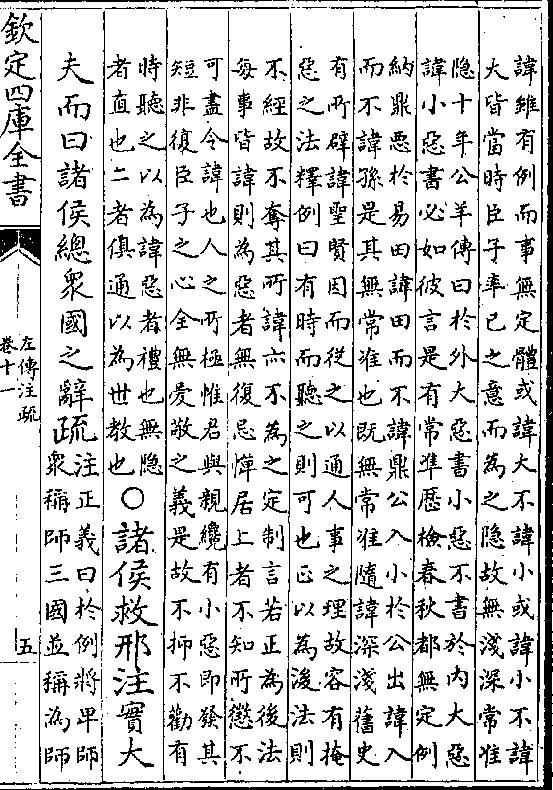 諱雖有例而事無定體或諱大不諱小或諱小不諱
大皆當時臣子率已之意而為之隐故無淺深常准
隐十年公羊傳曰於外大惡書小惡不書於内大惡
諱小惡書必如彼言是有常凖歴檢春秋都無定例
納鼎惡於易田諱田而不諱鼎公入小於公出諱入
而不諱孫是其無常准也既無常准隨諱深淺舊史
有所辟諱聖賢因而從之以通人事之理故容有掩
惡之法釋例曰有時而聽之則可也正以為後法則
不經故不奪其所諱亦不為之定制言若正為後法
每事皆諱則為惡者無復忌憚居上者不知所懲不
可盡令諱也人之所極惟君與親纔有小惡即發其
短非復臣子之心全無愛敬之義是故不抑不勸有
時聽之以為諱惡者禮也無隐
者直也二者俱通以為世教也
○諸侯救邢注實大
夫而曰諸侯總衆國之辭疏
注正義曰於例將卑師
衆稱師三國並稱為師
欽定四庫全書
左傳注疏
卷十一
五